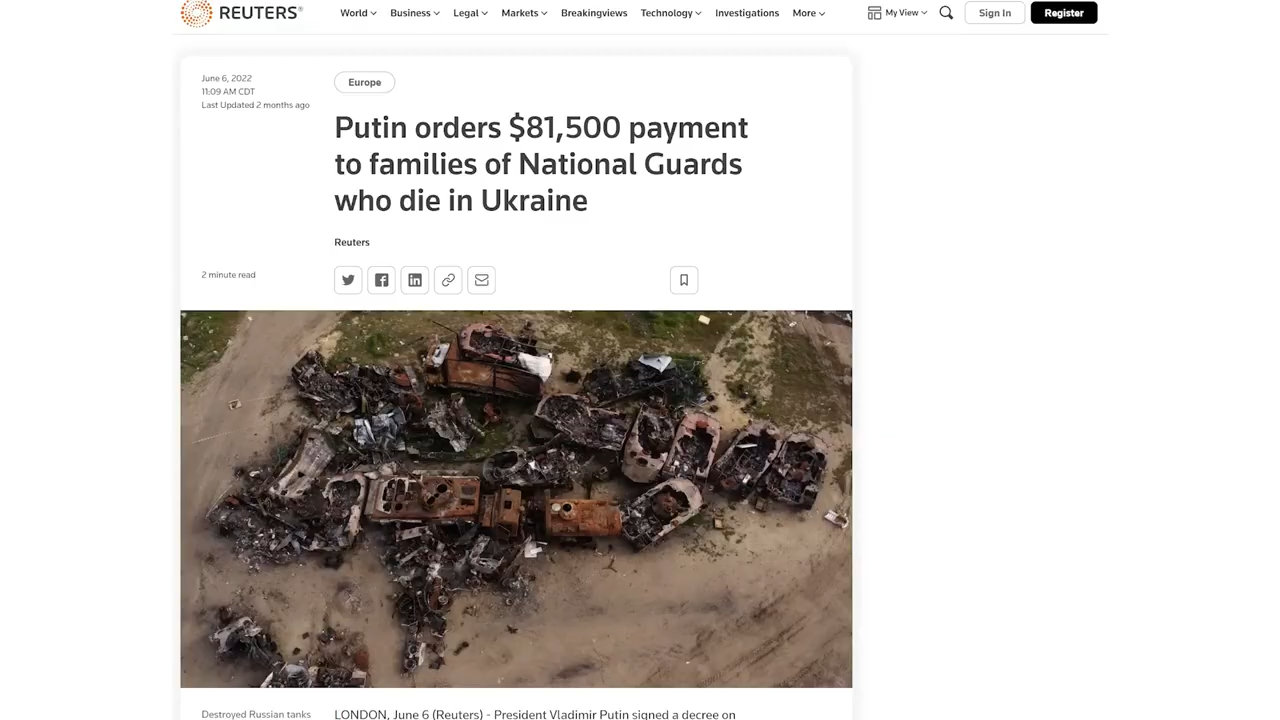 REUTERS®
World Business Legal Markets Breakingviews Technology Investigations More My View Sign In Register
June 6, 2022
11:09 AM CDT
Last Updated 2 months ago
Europe
Putin orders $81,500 payment
to families of National Guards
who die in Ukraine
Reuters
2 minute read
Destroyed Russian tanks
LONDON, June 6 (Reuters) - President Vladimir Putin signed a decree on